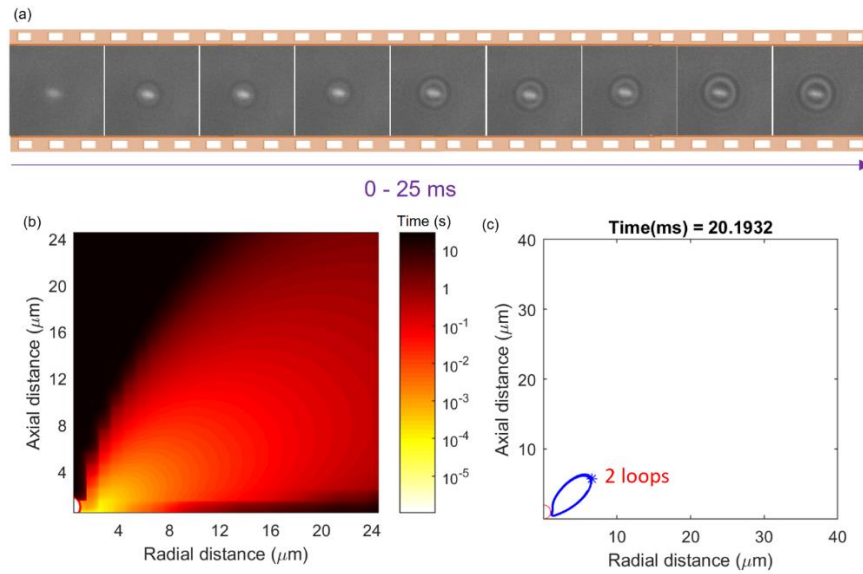 (a)
0 - 25 ms
(b)
Time (s)
24
20
16
12
8
4
4
8
12
16
20
24
Axial distance (μm)
Radial distance (μm)
10
1
10⁻¹
10⁻²
10⁻³
10⁻⁴
10⁻⁵
(c)
Time(ms) = 20.1932
40
30
20
10
2 loops
10
20
30
40
Axial distance (μm)
Radial distance (μm)